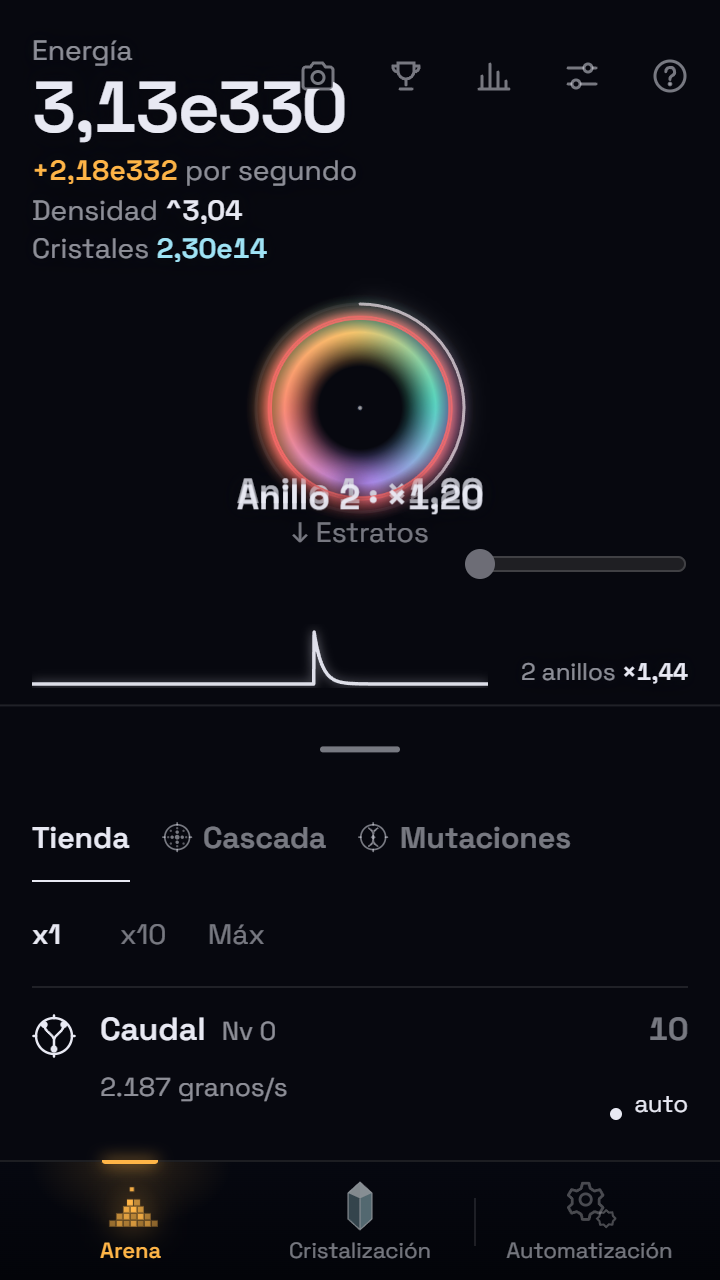 Energía
3,13e330
+2,18e332 por segundo
Densidad ^3,04
Cristales 2,30e14
Anillo 2 · ×1,20
↓ Estratos
2 anillos ×1,44
Tienda Cascada Mutaciones
x1 x10 Máx
Caudal Nv 0 10
2.187 granos/s
auto
Arena Cristalización Automatización